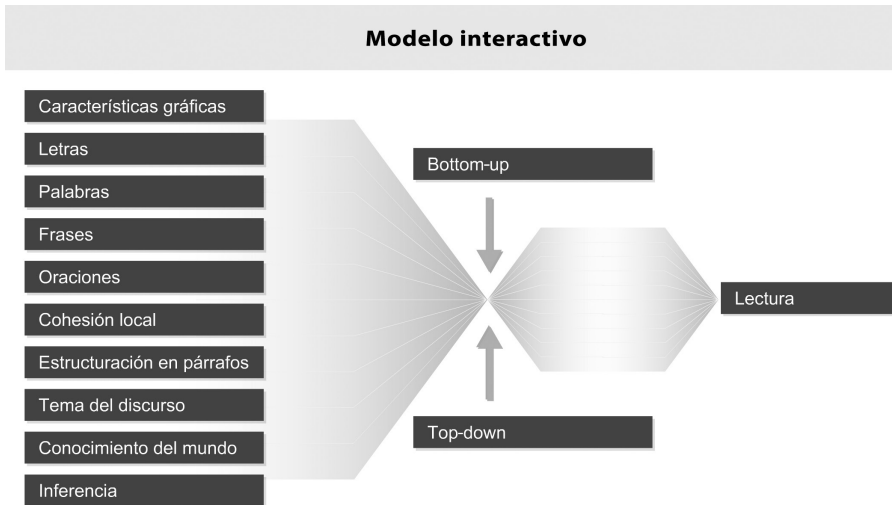 Modelo interactivo
Características gráficas
Letras
Palabras
Frases
Oraciones
Cohesión local
Estructuración en párrafos
Tema del discurso
Conocimiento del mundo
Inferencia
Bottom-up
Top-down
Lectura